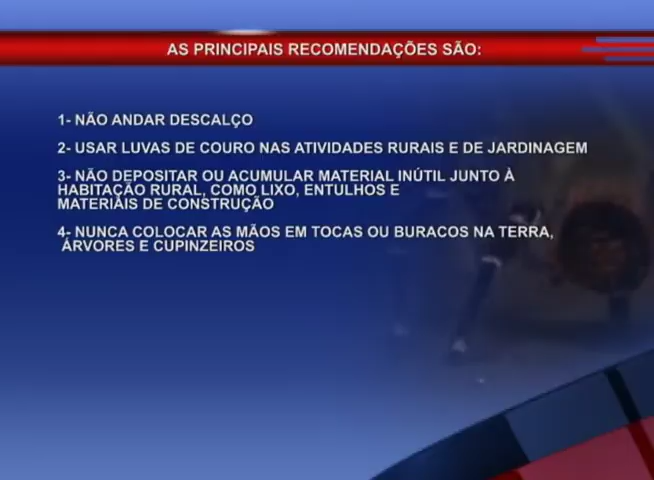 AS PRINCIPAIS RECOMENDAÇÕES SÃO:
1- NÃO ANDAR DESCALÇO
2- USAR LUVAS DE COURO NAS ATIVIDADES RURAIS E DE JARDINAGEM
3- NÃO DEPOSITAR OU ACUMULAR MATERIAL INÚTIL JUNTO À
HABITAÇÃO RURAL, COMO LIXO, ENTULHOS E
MATERIAIS DE CONSTRUÇÃO
4- NUNCA COLOCAR AS MÃOS EM TOCAS OU BURACOS NA TERRA,
ÁRVORES E CUPINZEIROS